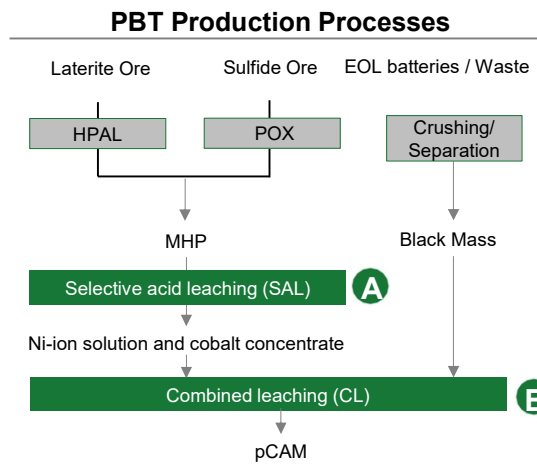 PBT Production Processes
Laterite Ore
Sulfide Ore
EOL batteries / Waste
HPAL
POX
Crushing/
Separation
MHP
Black Mass
Selective acid leaching (SAL)
A
Ni-ion solution and cobalt concentrate
Combined leaching (CL)
pCAM